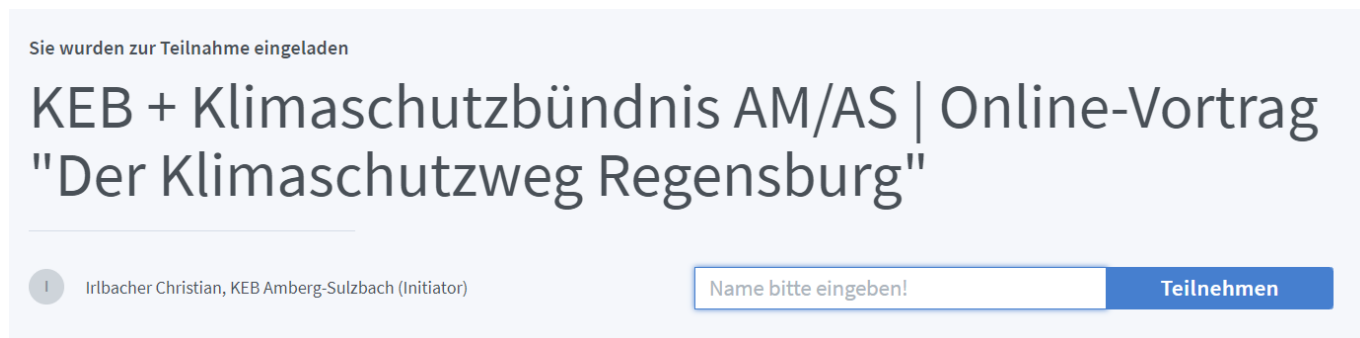 Sie wurden zur Teilnahme eingeladen
KEB + Klimaschutzbündnis AM/AS | Online-Vortrag
"Der Klimaschutzweg Regensburg"
I
Irlbacher Christian, KEB Amberg-Sulzbach (Initiator)
Name bitte eingeben!
Teilnehmen